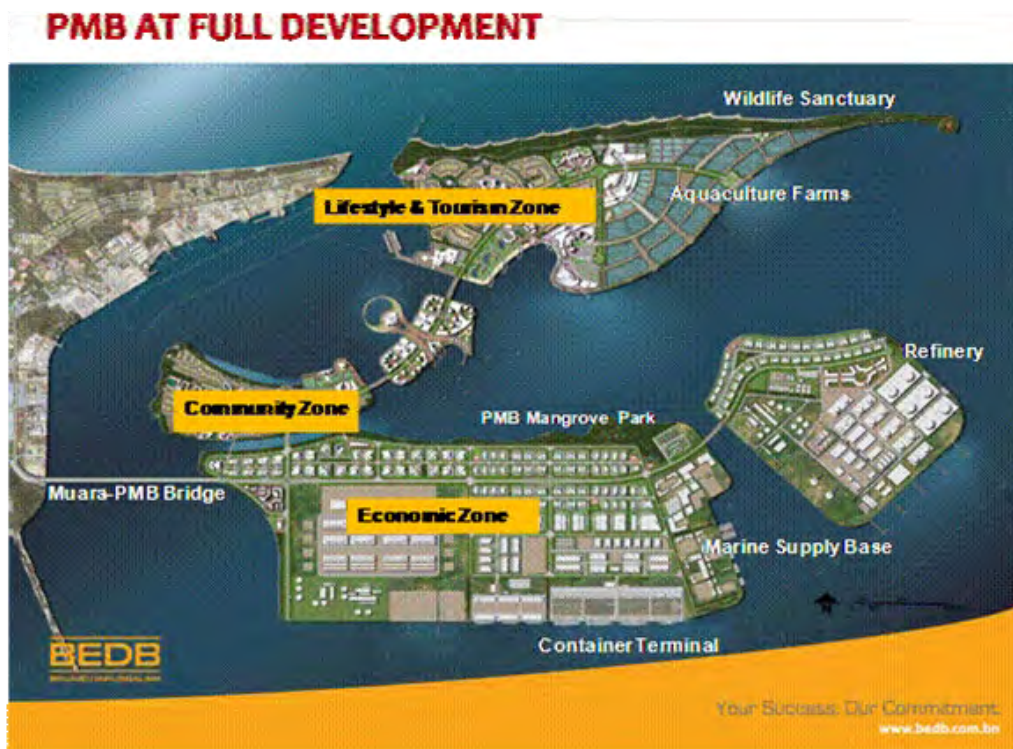 PMB AT FULL DEVELOPMENT
Wildlife Sanctuary
Aquaculture Farms
Lifestyle & Tourism Zone
Refinery
Community Zone
PMB Mangrove Park
Muara-PMB Bridge
Economic Zone
Marine Supply Base
Container Terminal
BEDB
Your Success. Our Commitment.
www.bedb.com.bn